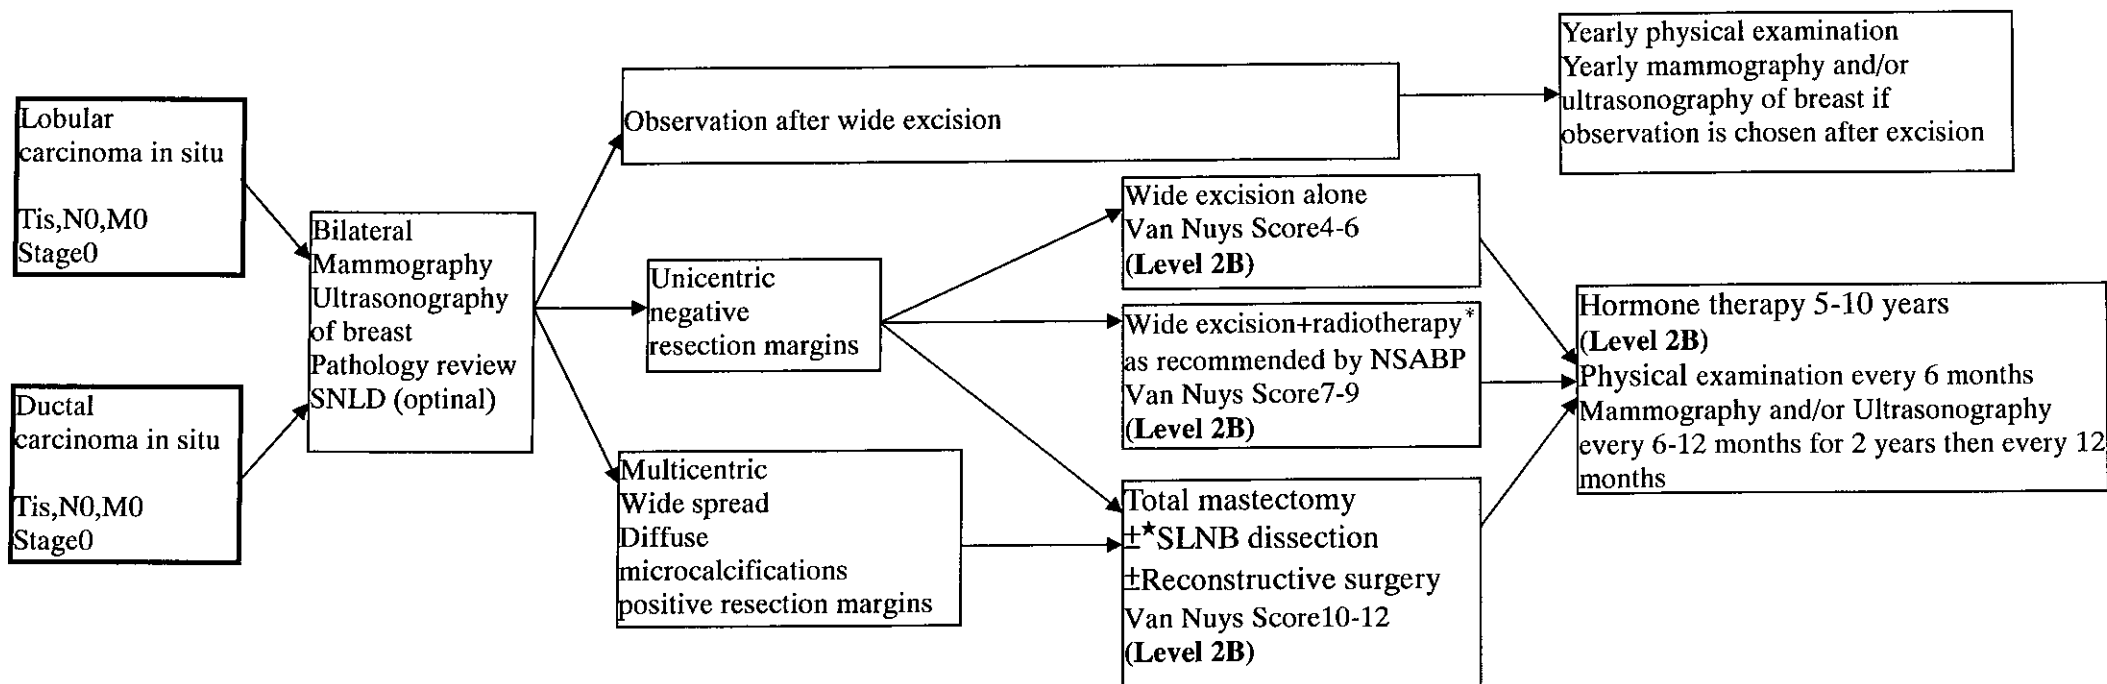 Lobular
carcinoma in situ
Tis,N0,M0
Stage0
Ductal
carcinoma in situ
Tis,N0,M0
Stage0
Bilateral
Mammography
Ultrasonography
of breast
Pathology review
SNLD (optinal)
Observation after wide excision
Yearly physical examination
Yearly mammography and/or
ultrasonography of breast if
observation is chosen after excision
Unicentric
negative
resection margins
Multicentric
Wide spread
Diffuse
microcalcifications
positive resection margins
Wide excision alone
Van Nuys Score4-6
(Level 2B)
Wide excision+radiotherapy*
as recommended by NSABP
Van Nuys Score7-9
(Level 2B)
Total mastectomy
±★SLNB dissection
±Reconstructive surgery
Van Nuys Score10-12
(Level 2B)
Hormone therapy 5-10 years
(Level 2B)
Physical examination every 6 months
Mammography and/or Ultrasonography
every 6-12 months for 2 years then every 12
months